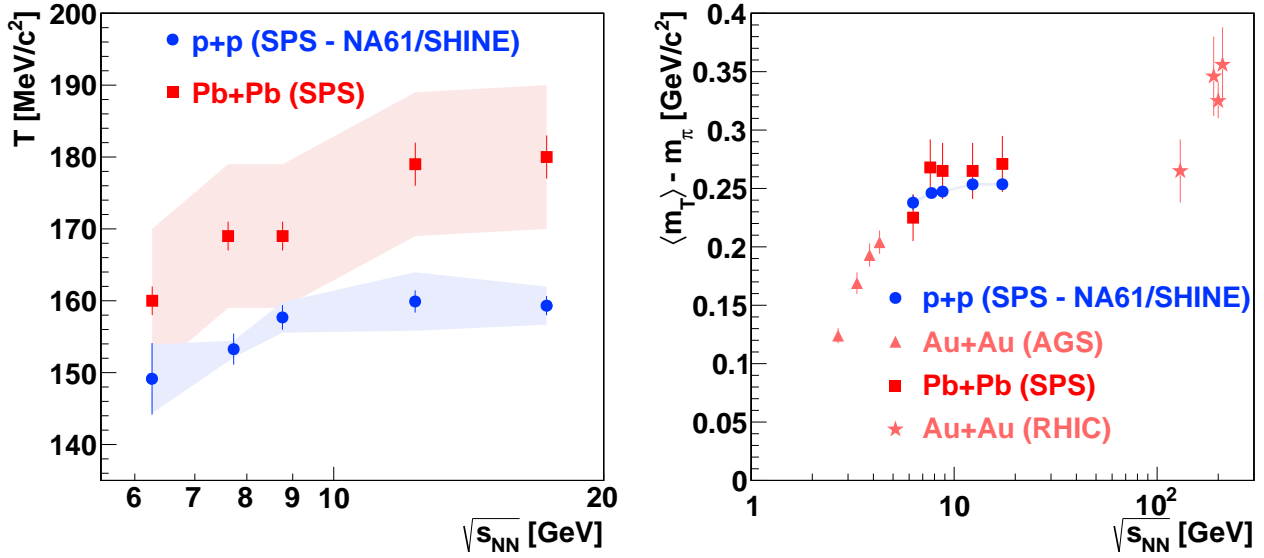 T [MeV/c²]
200
190
180
170
160
150
140
p+p (SPS - NA61/SHINE)
Pb+Pb (SPS)
6 7 8 9 10 20
√s_NN [GeV]
⟨m_T⟩ - m_π [GeV/c²]
0.4
0.35
0.3
0.25
0.2
0.15
0.1
0.05
0
p+p (SPS - NA61/SHINE)
Au+Au (AGS)
Pb+Pb (SPS)
Au+Au (RHIC)
1 10 10²
√s_NN [GeV]